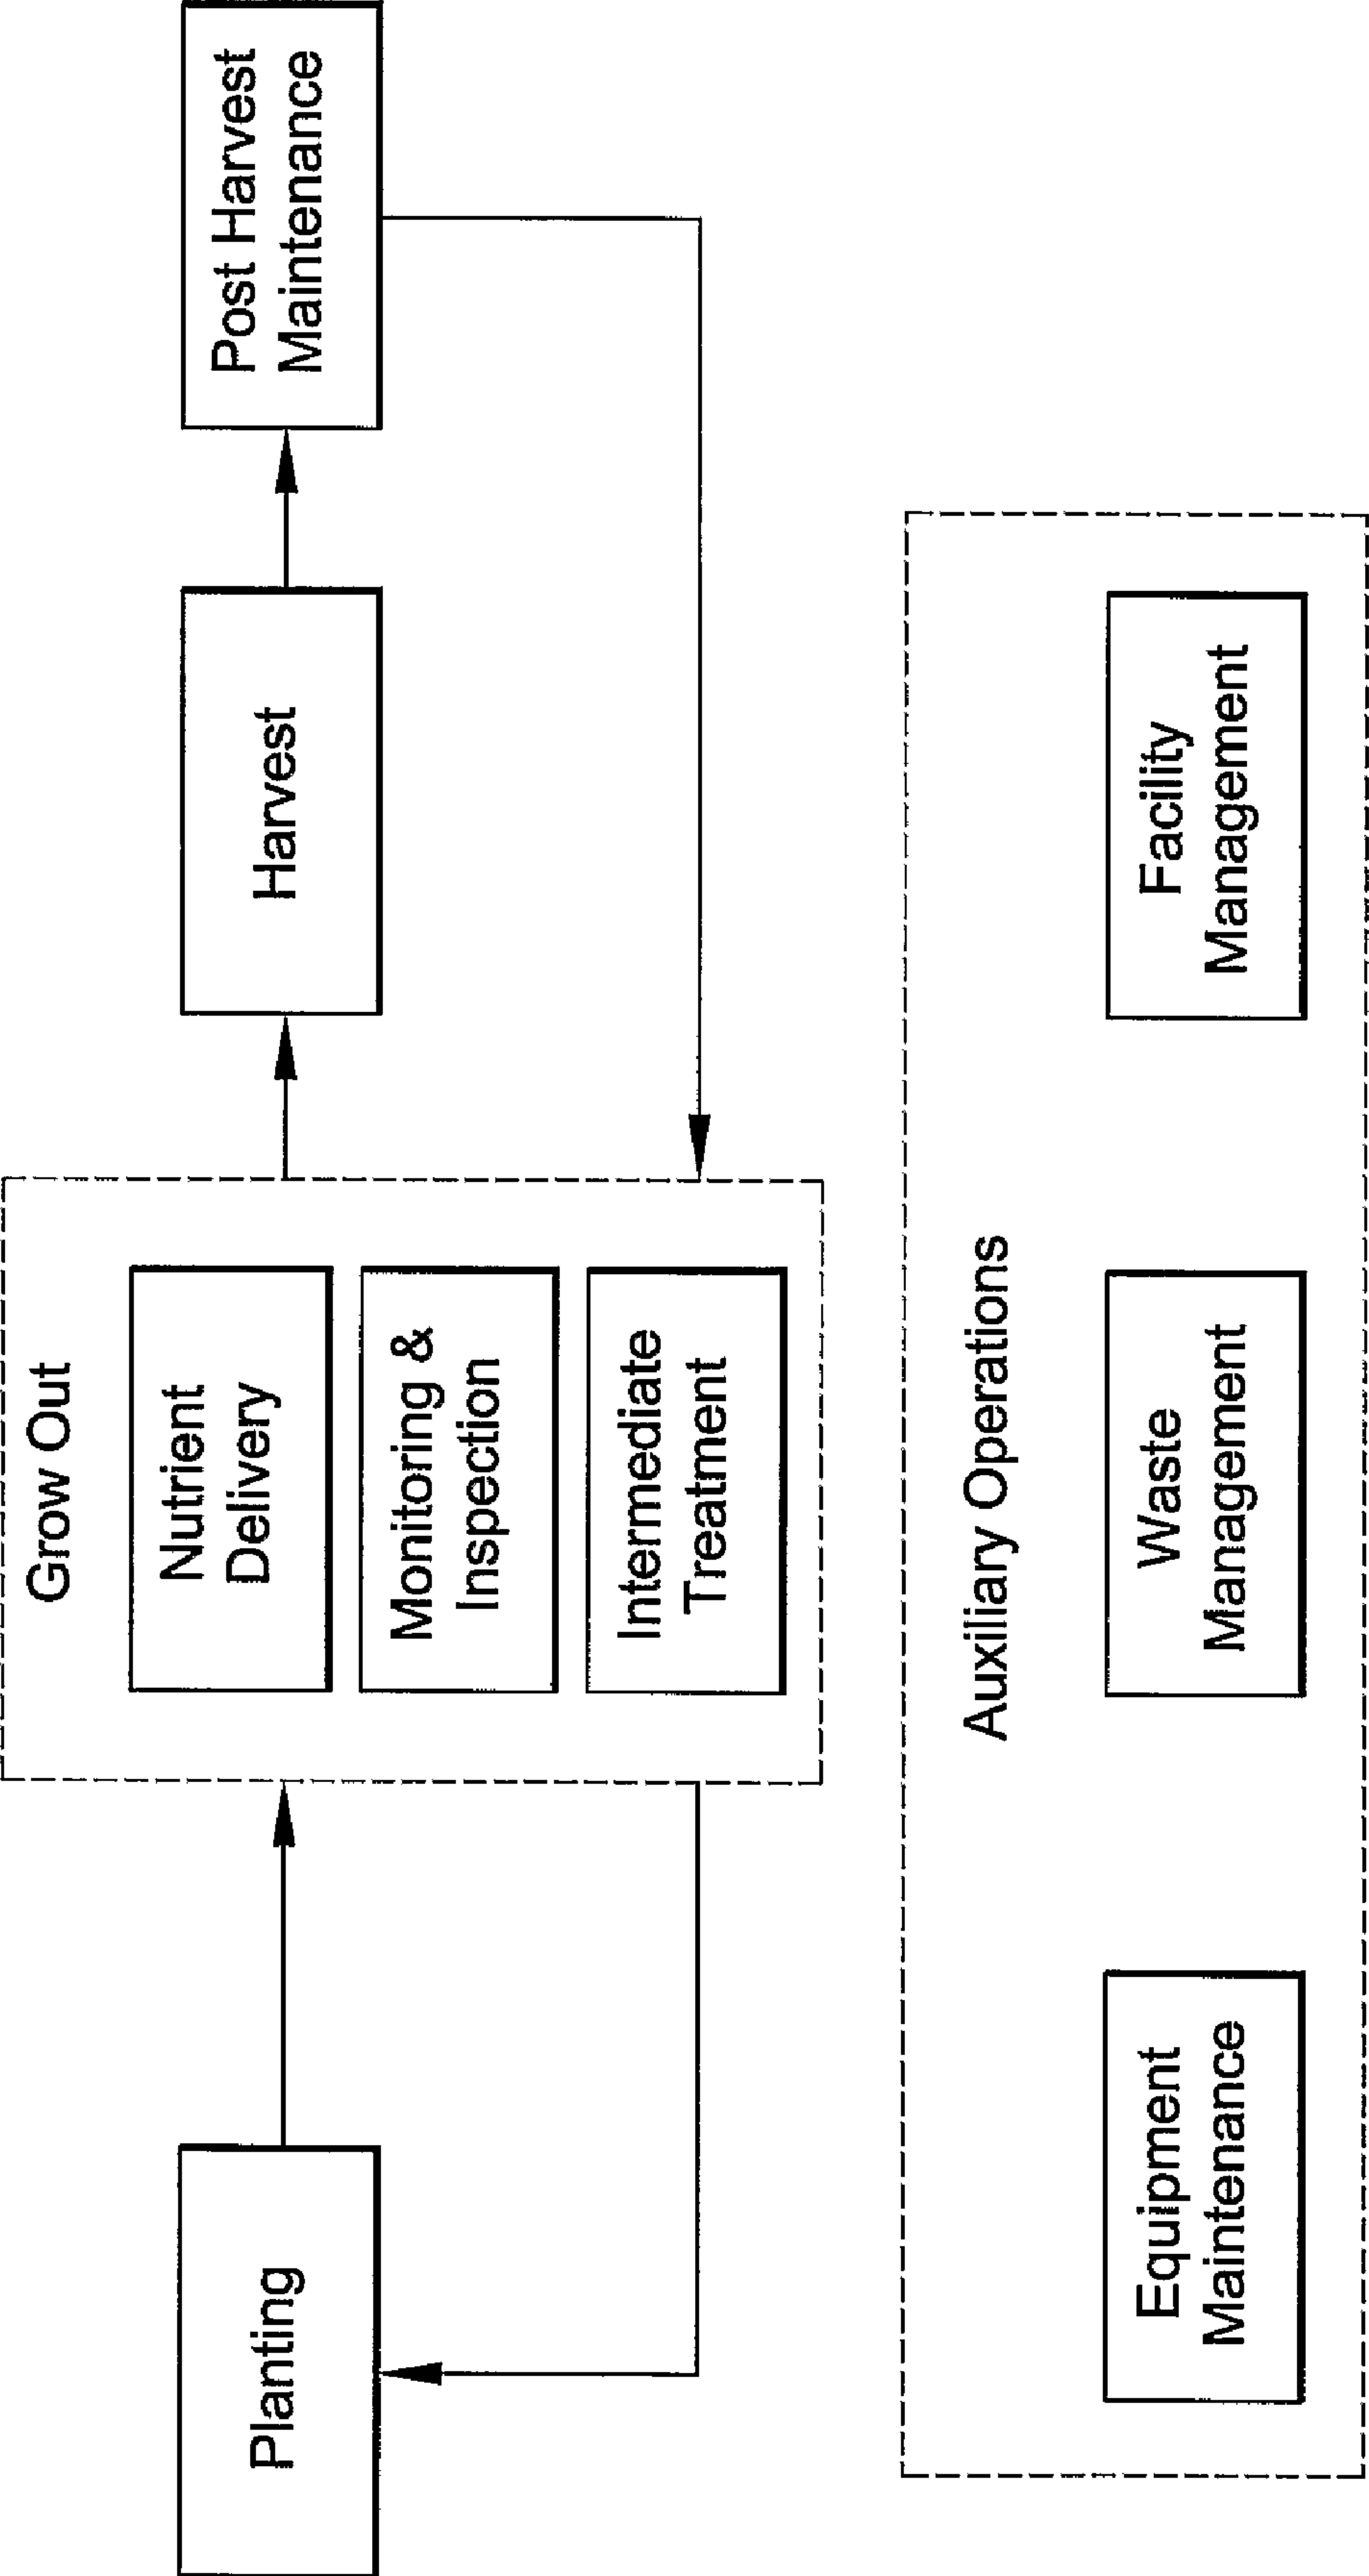 Grow Out
Planting
Nutrient
Delivery
Monitoring &
Inspection
Intermediate
Treatment
Harvest
Post Harvest
Maintenance
Auxiliary Operations
Equipment
Maintenance
Waste
Management
Facility
Management